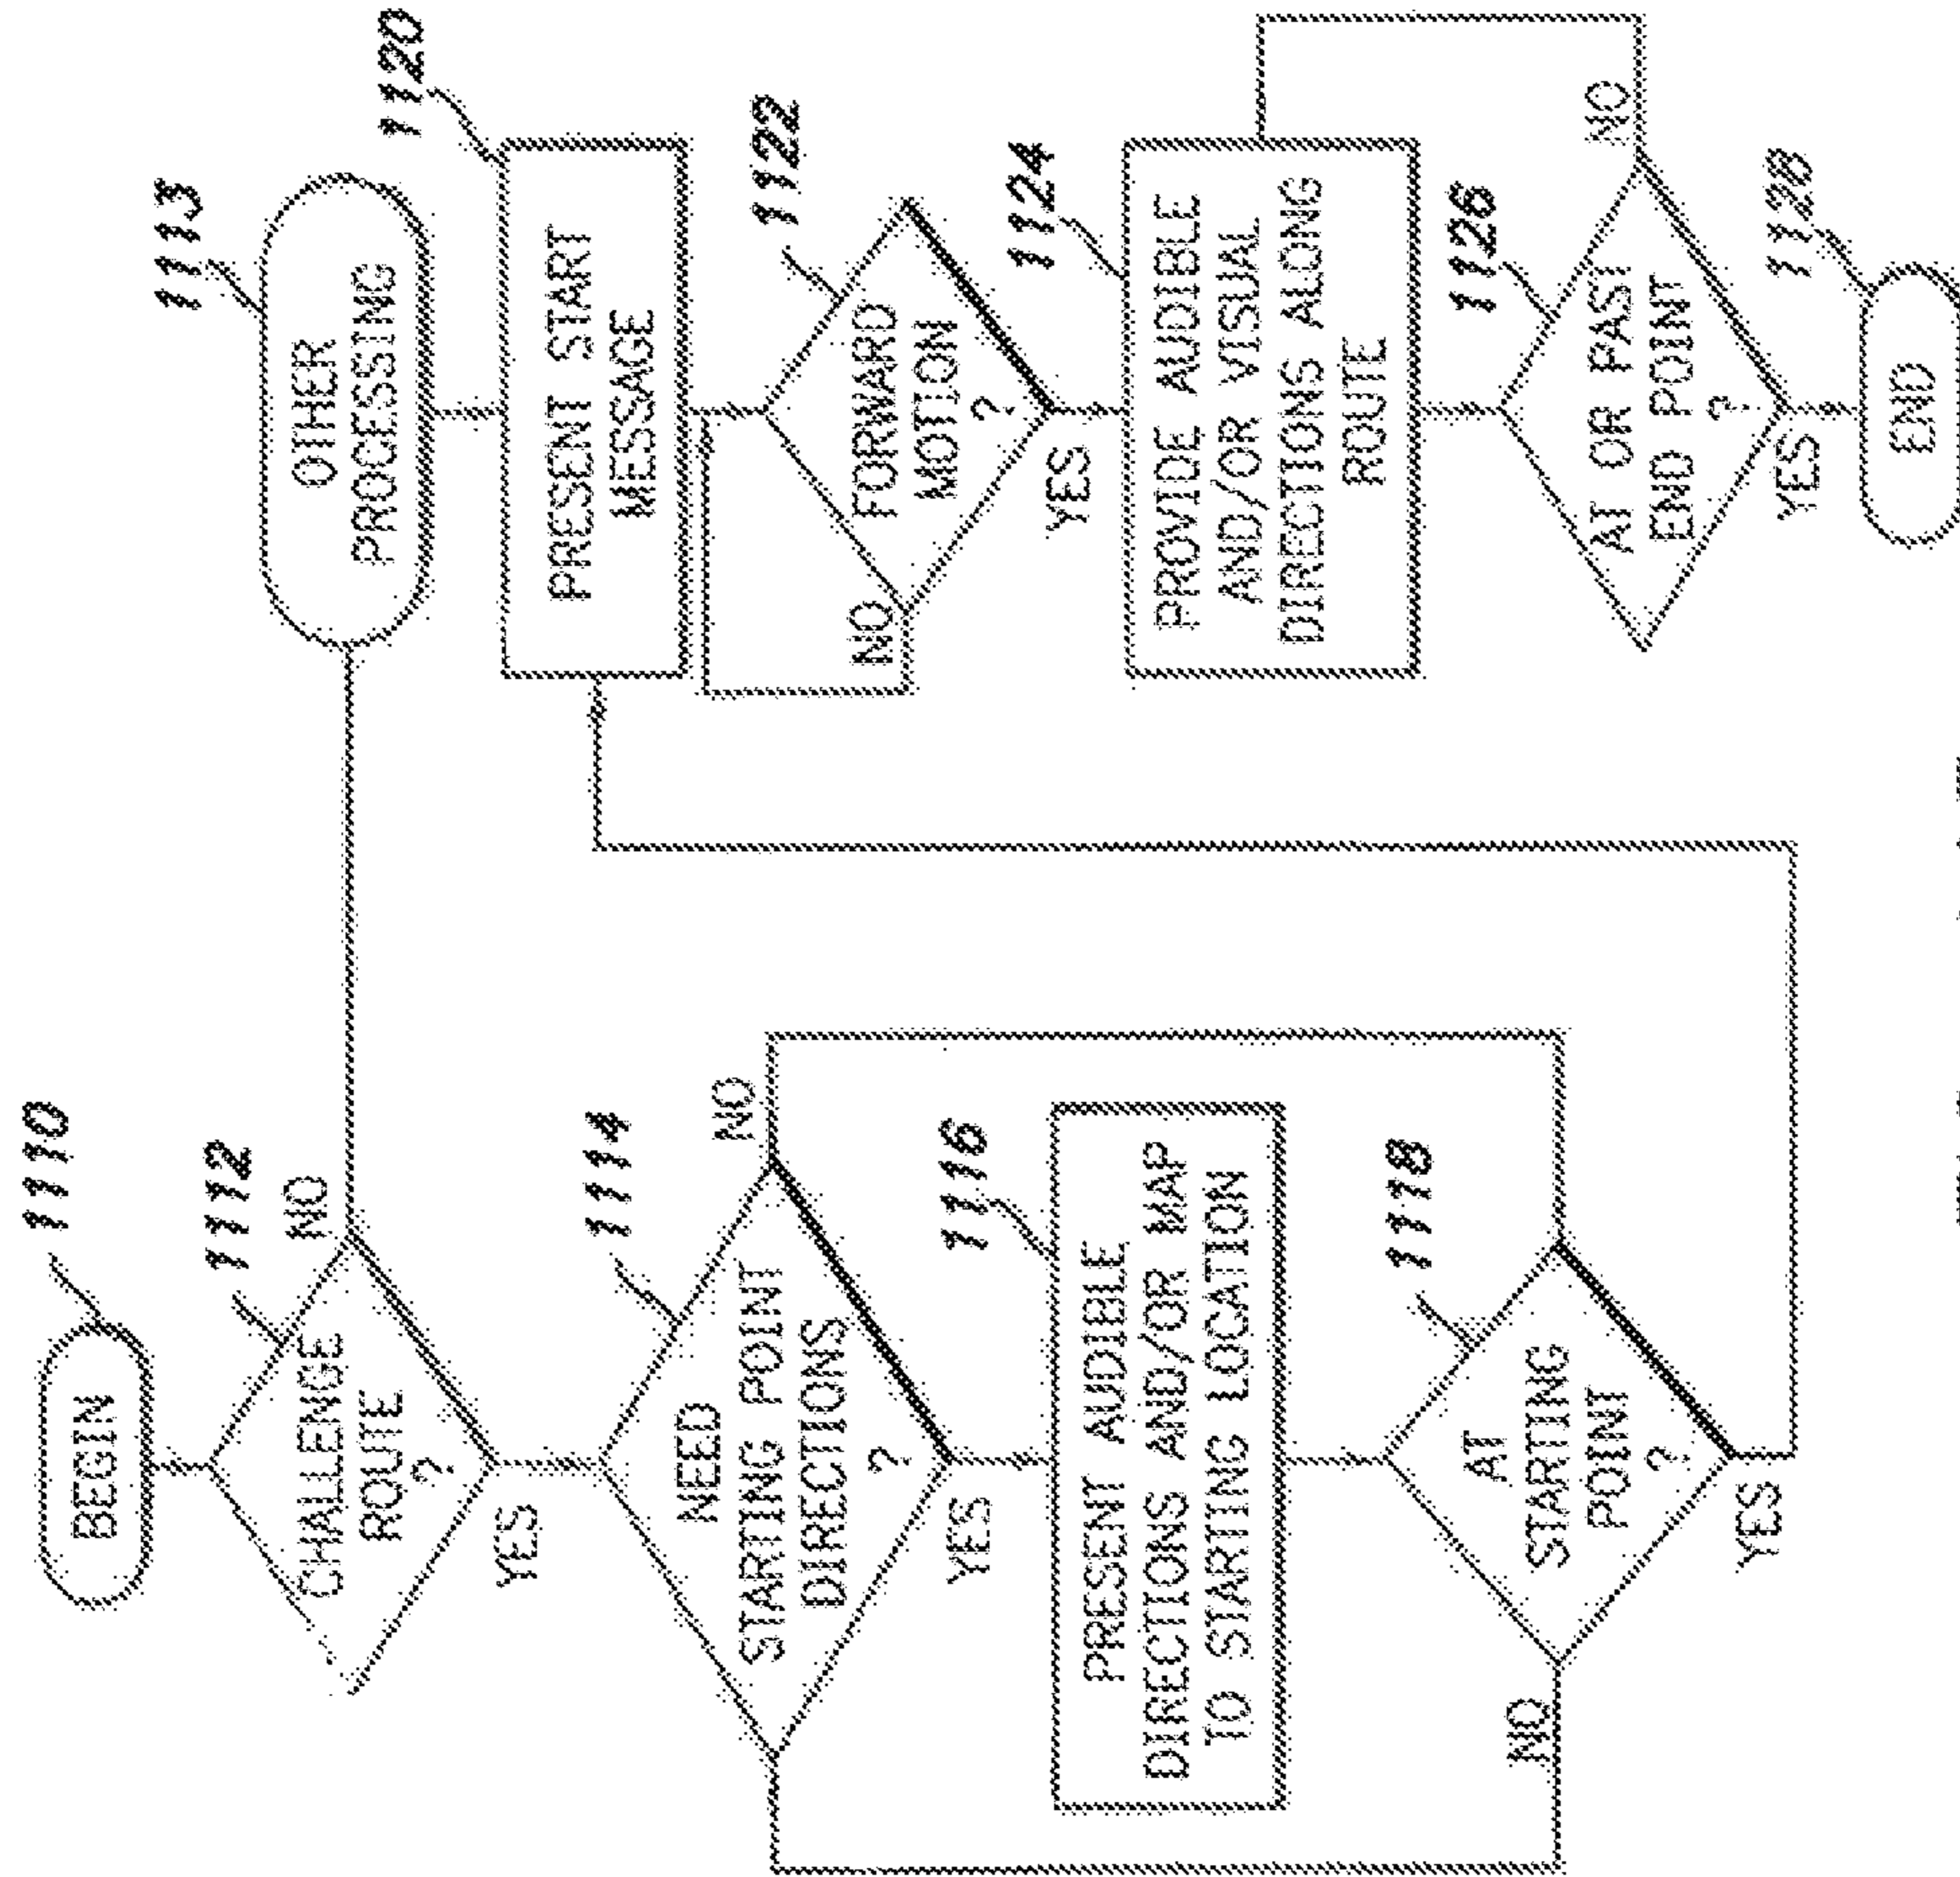 1110
BEGIN
1112
CHALLENGE
ROUTE
?
NO
YES
1114
NEED
STARTING POINT
DIRECTIONS
?
NO
YES
1116
PRESENT AUDIBLE
DIRECTIONS AND/OR MAP
TO STARTING LOCATION
1118
AT
STARTING
POINT
?
NO
YES
1113
OTHER
PROCESSING
1120
PRESENT START
MESSAGE
1122
FORWARD
MOTION
?
NO
YES
1124
PROVIDE AUDIBLE
AND/OR VISUAL
DIRECTIONS ALONG
ROUTE
1126
AT OR PAST
END POINT
?
NO
YES
1128
END